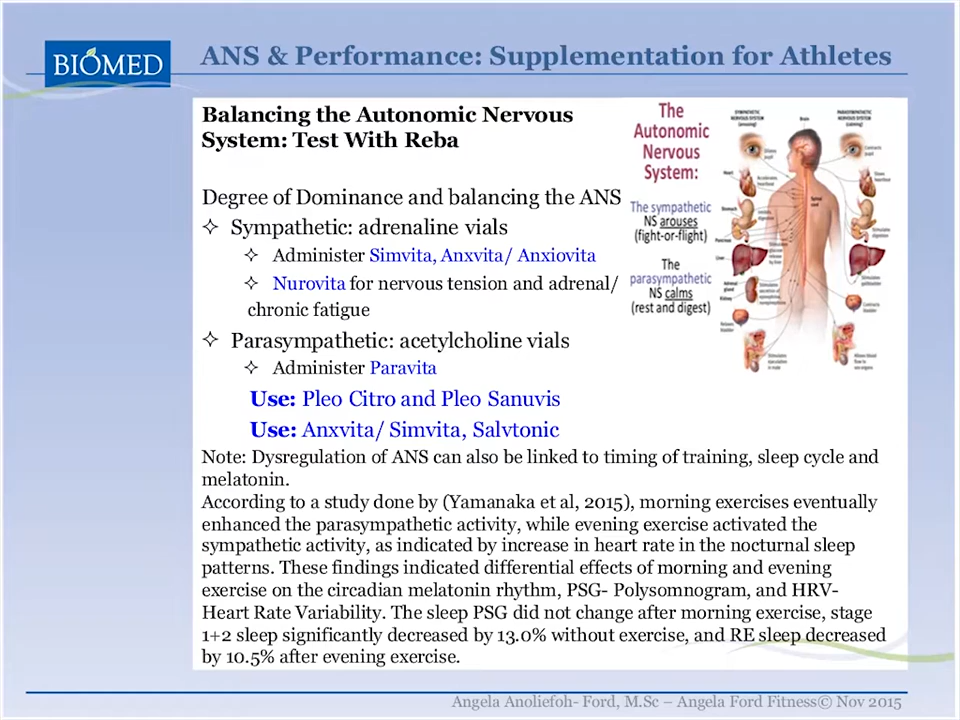 BIOMED
ANS & Performance: Supplementation for Athletes
Balancing the Autonomic Nervous
System: Test With Reba
Degree of Dominance and balancing the ANS
✧ Sympathetic: adrenaline vials
✧ Administer Simvita, Anxvita/ Anxiovita
✧ Nurovita for nervous tension and adrenal/
chronic fatigue
✧ Parasympathetic: acetylcholine vials
✧ Administer Paravita
Use: Pleo Citro and Pleo Sanuvis
Use: Anxvita/ Simvita, Salvtonic
Note: Dysregulation of ANS can also be linked to timing of training, sleep cycle and
melatonin.
According to a study done by (Yamanaka et al, 2015), morning exercises eventually
enhanced the parasympathetic activity, while evening exercise activated the
sympathetic activity, as indicated by increase in heart rate in the nocturnal sleep
patterns. These findings indicated differential effects of morning and evening
exercise on the circadian melatonin rhythm, PSG- Polysomnogram, and HRV-
Heart Rate Variability. The sleep PSG did not change after morning exercise, stage
1+2 sleep significantly decreased by 13.0% without exercise, and RE sleep decreased
by 10.5% after evening exercise.
The
Autonomic
Nervous
System:
The sympathetic
NS arouses
(fight-or-flight)
The
parasympathetic
NS calms
(rest and digest)
Brain
Heart
Stomach
Pancreas
Liver
Kidney
Spinal
cord
Angela Anoliefoh- Ford, M.Sc – Angela Ford Fitness© Nov 2015